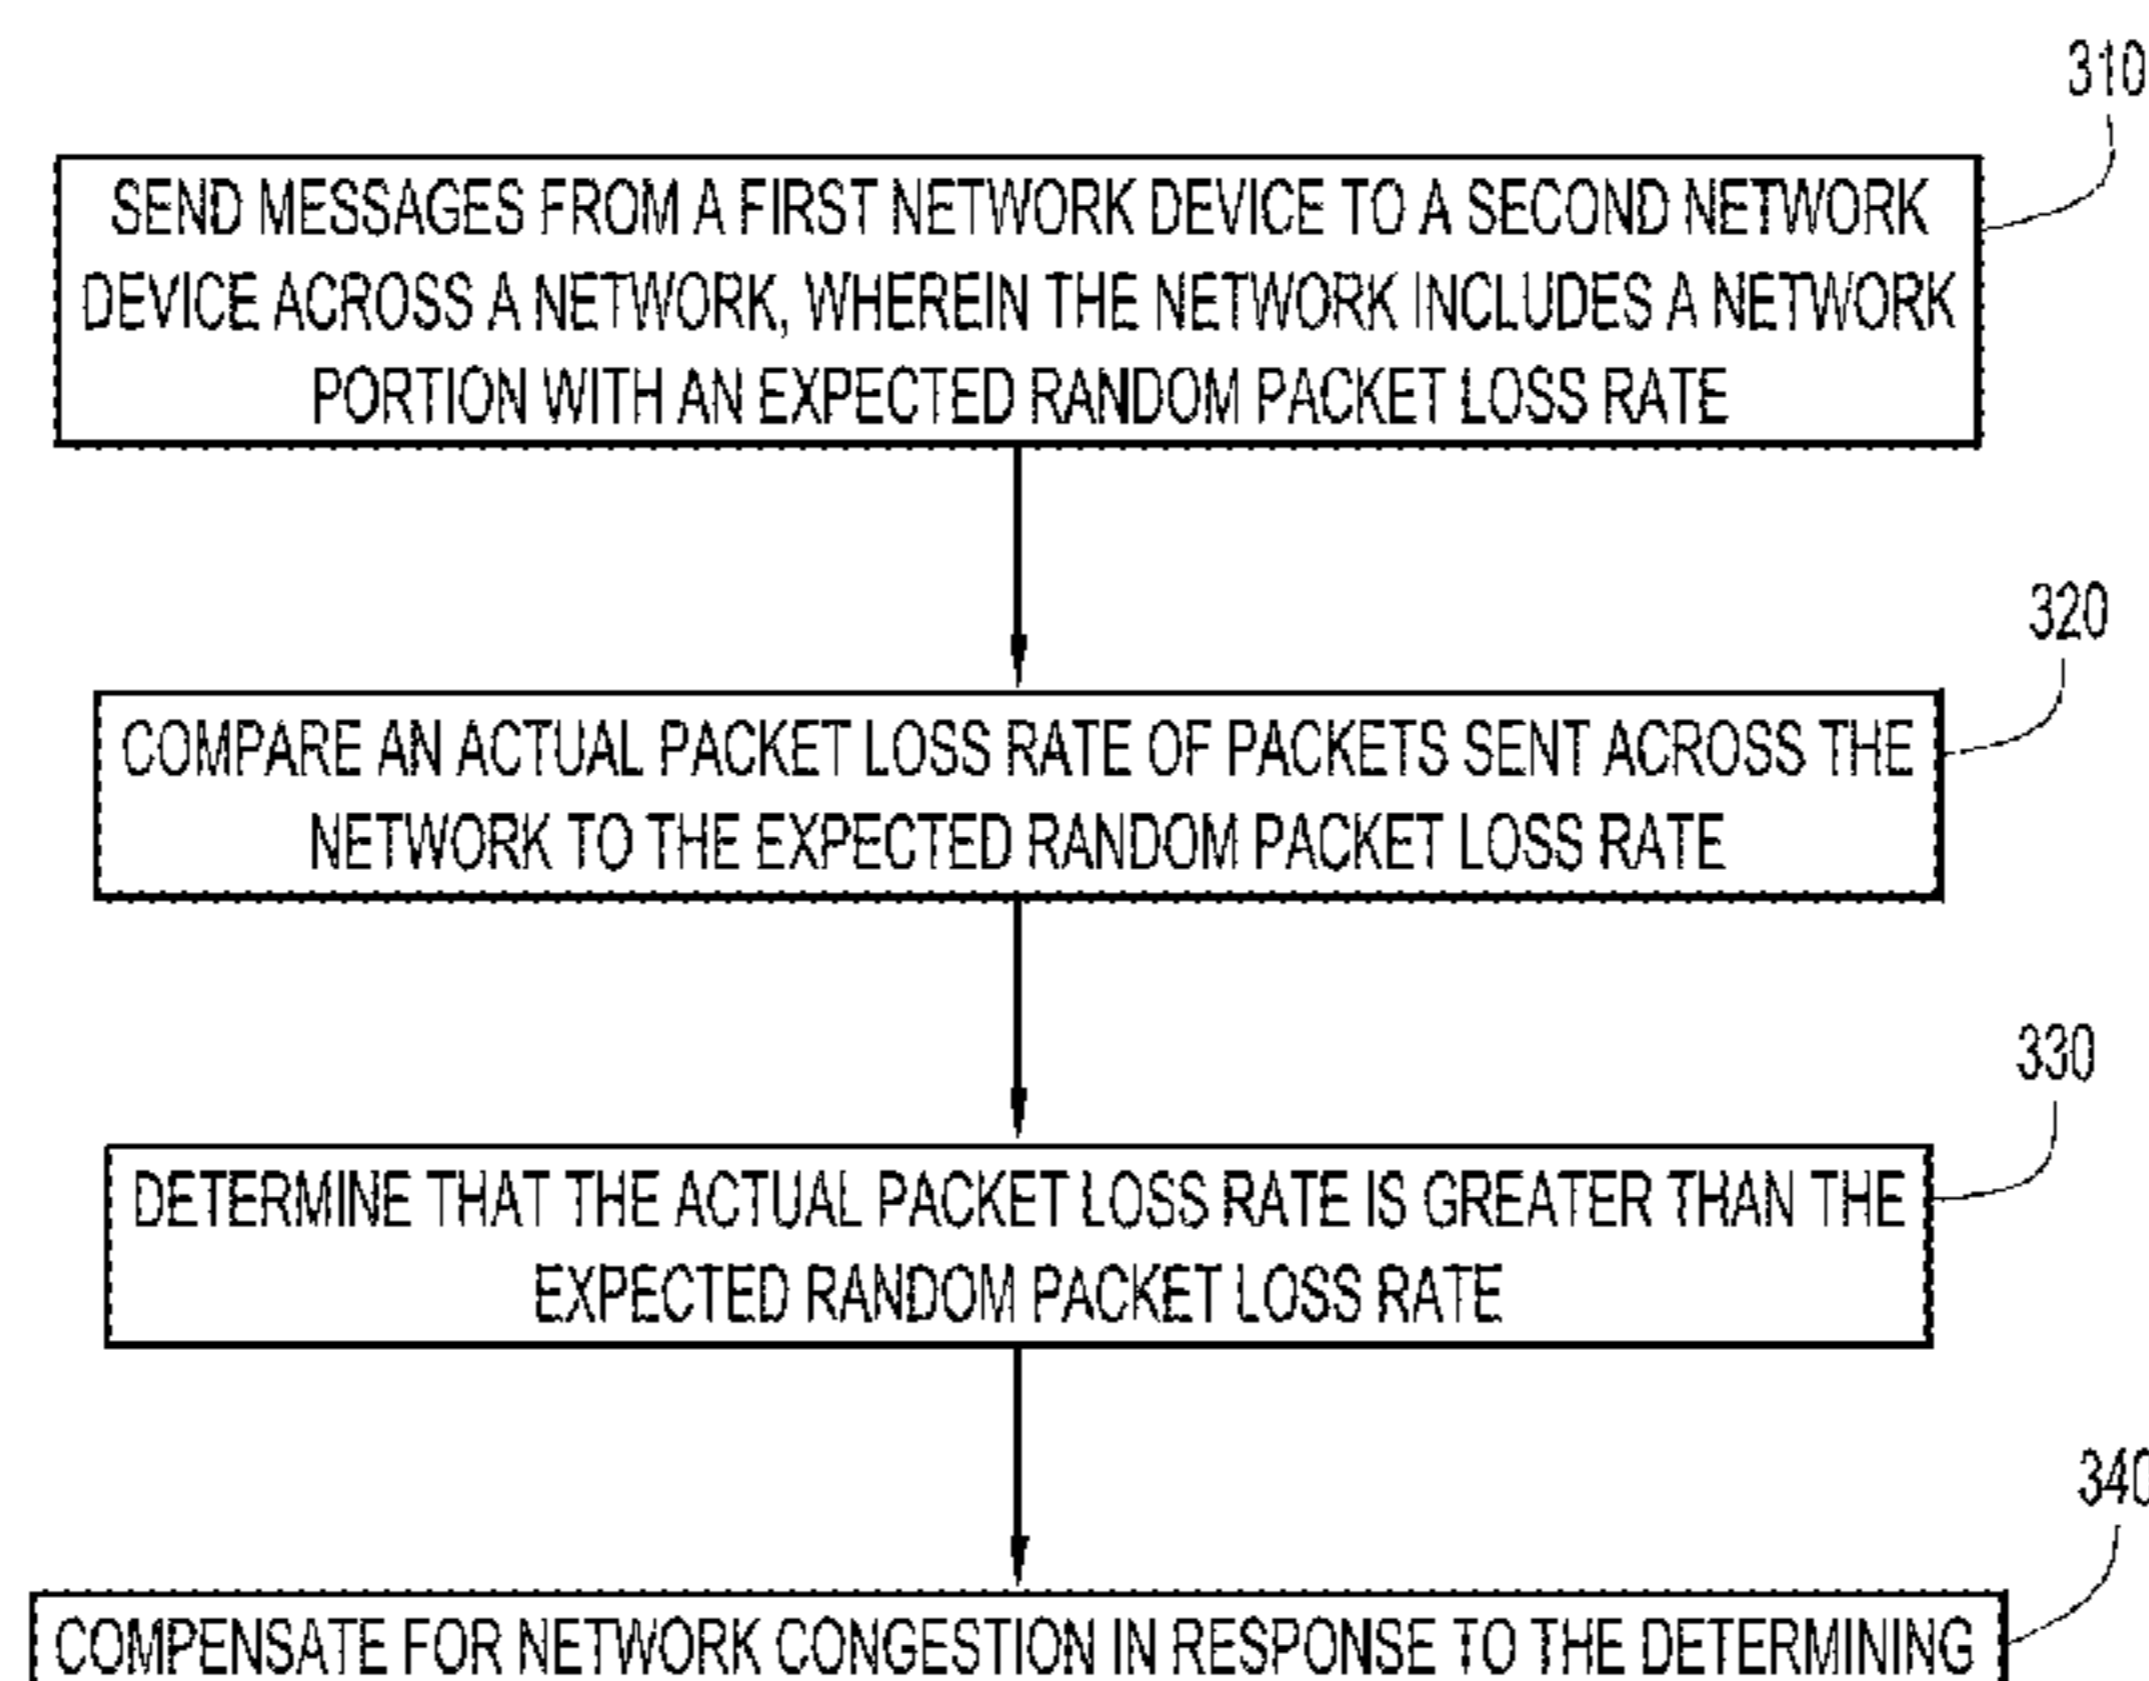 310
SEND MESSAGES FROM A FIRST NETWORK DEVICE TO A SECOND NETWORK
DEVICE ACROSS A NETWORK, WHEREIN THE NETWORK INCLUDES A NETWORK
PORTION WITH AN EXPECTED RANDOM PACKET LOSS RATE
320
COMPARE AN ACTUAL PACKET LOSS RATE OF PACKETS SENT ACROSS THE
NETWORK TO THE EXPECTED RANDOM PACKET LOSS RATE
330
DETERMINE THAT THE ACTUAL PACKET LOSS RATE IS GREATER THAN THE
EXPECTED RANDOM PACKET LOSS RATE
340
COMPENSATE FOR NETWORK CONGESTION IN RESPONSE TO THE DETERMINING